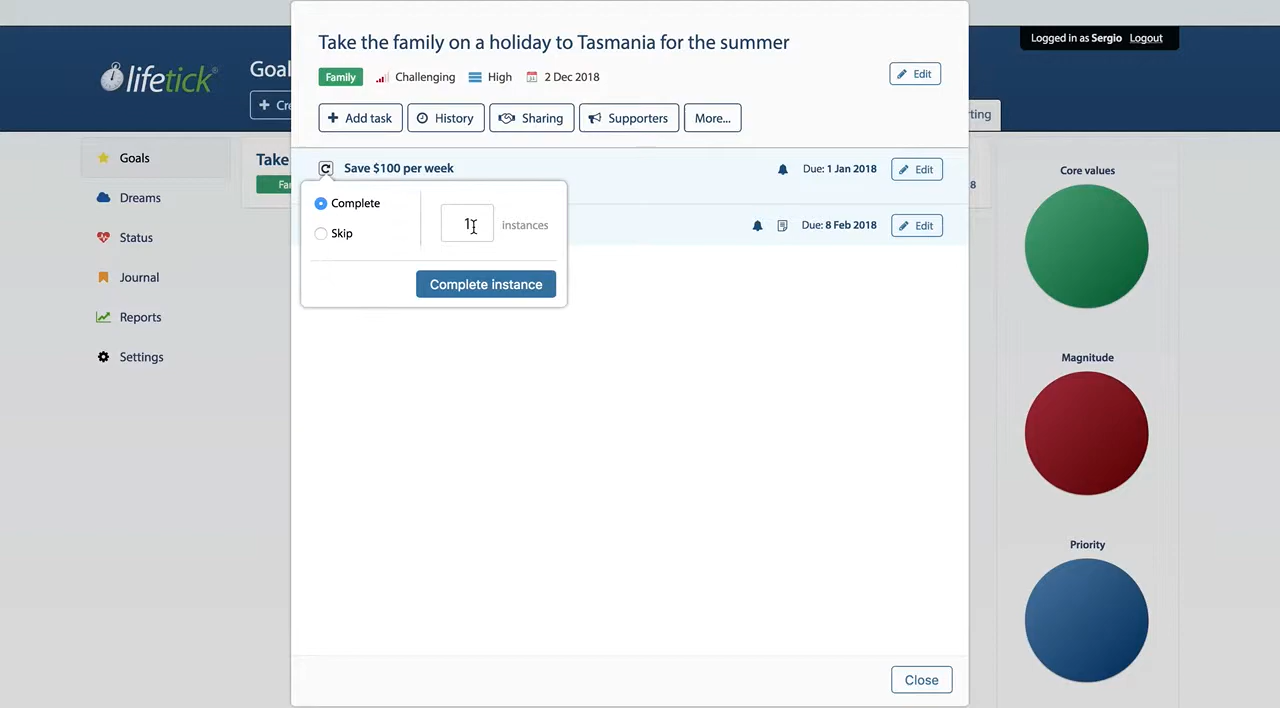 Take the family on a holiday to Tasmania for the summer
Logged in as Sergio Logout
lifetick®
Goal
Family Challenging High 2 Dec 2018 Edit
+ Cre
+ Add task History Sharing Supporters More...
rting
Goals
Dreams
Status
Journal
Reports
Settings
Take
Fa
8
Save $100 per week Due: 1 Jan 2018 Edit
Complete
Skip
1 instances
Complete instance
Due: 8 Feb 2018 Edit
Core values
Magnitude
Priority
Close